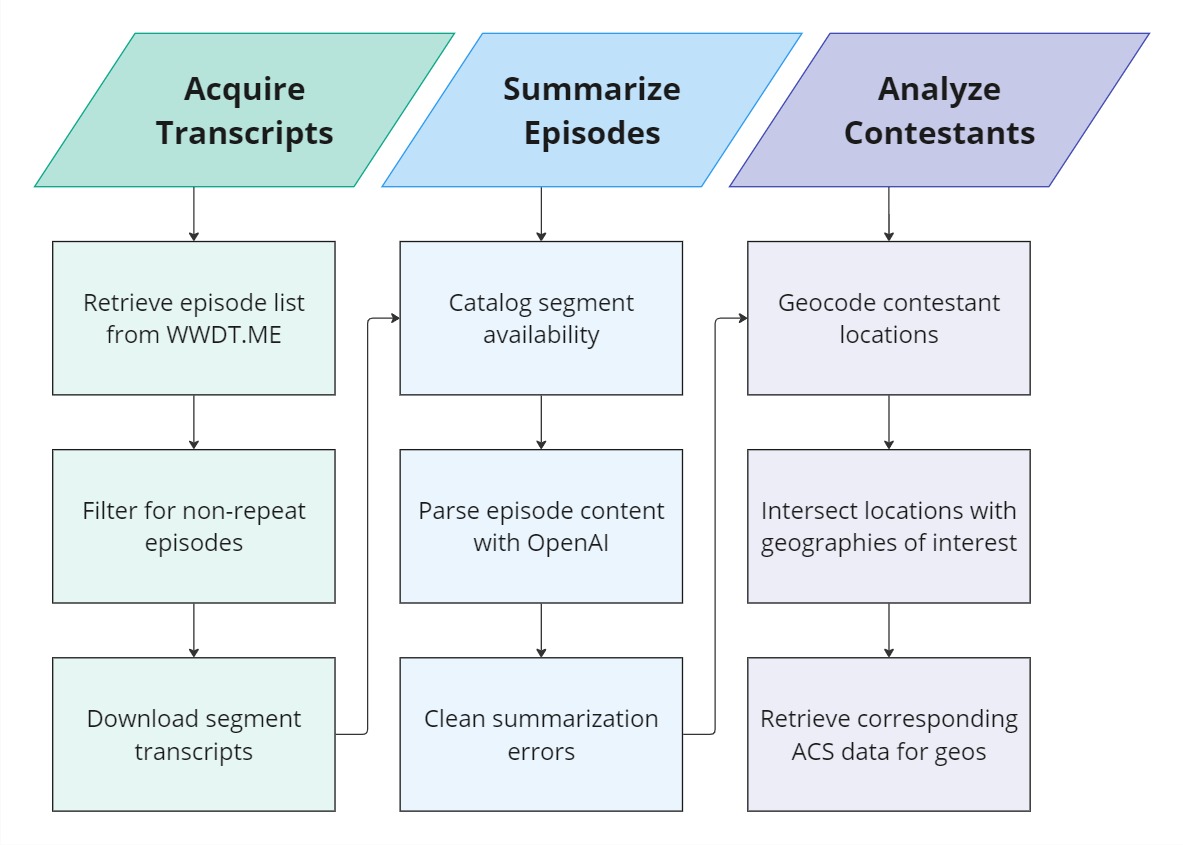 Acquire
Transcripts
Retrieve episode list
from WWDT.ME
Filter for non-repeat
episodes
Download segment
transcripts
Summarize
Episodes
Catalog segment
availability
Parse episode content
with OpenAI
Clean summarization
errors
Analyze
Contestants
Geocode contestant
locations
Intersect locations with
geographies of interest
Retrieve corresponding
ACS data for geos